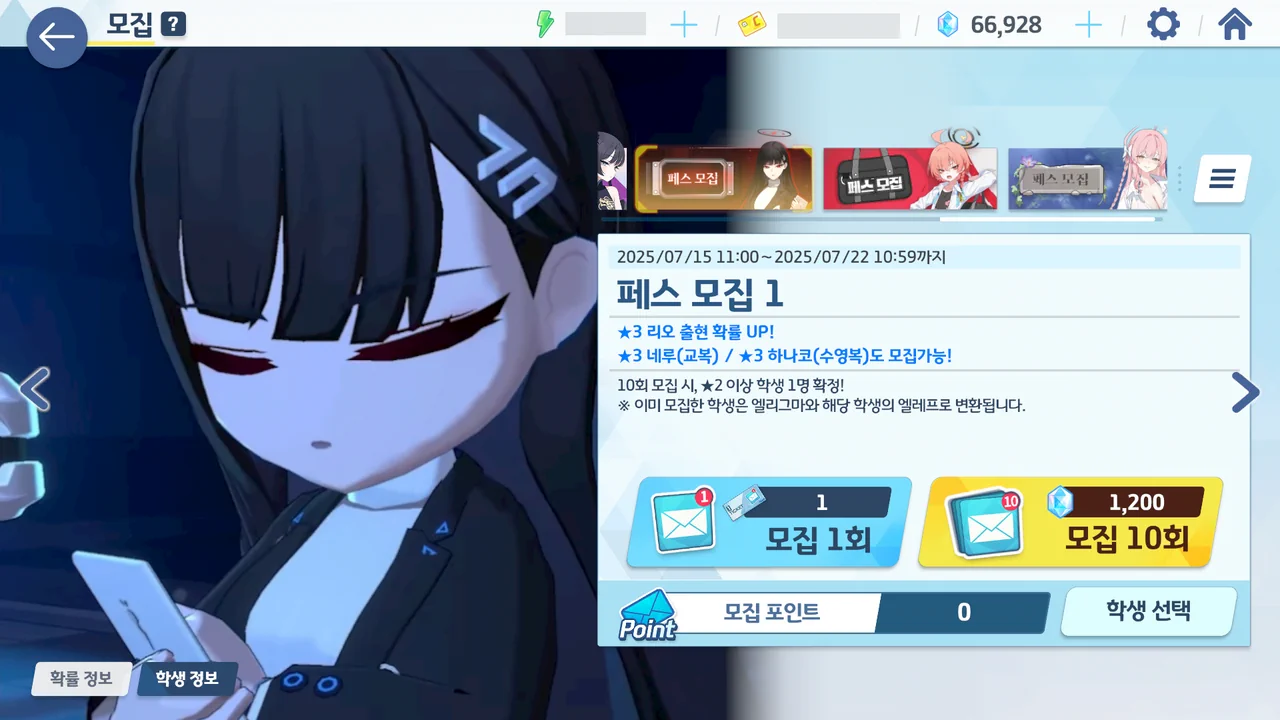 모집 ?
66,928
페스 모집
페스 모집
페스 모집
2025/07/15 11:00~2025/07/22 10:59까지
페스 모집 1
★3 리오 출현 확률 UP!
★3 네루(교복) / ★3 하나코(수영복)도 모집가능!
10회 모집 시, ★2 이상 학생 1명 확정!
※ 이미 모집한 학생은 엘리그마와 해당 학생의 엘레프로 변환됩니다.
1 TICKET 1
모집 1회
10 1,200
모집 10회
Point 모집 포인트 0 학생 선택
확률 정보 학생 정보